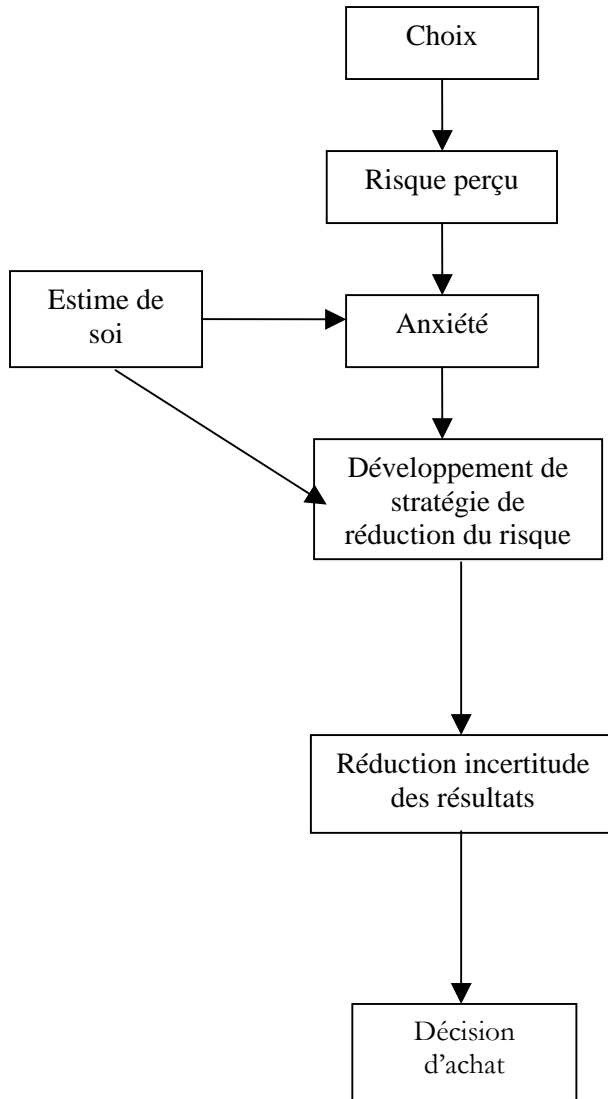 Choix
Risque perçu
Estime de
soi
Anxiété
Développement de
stratégie de
réduction du risque
Réduction incertitude
des résultats
Décision
d'achat